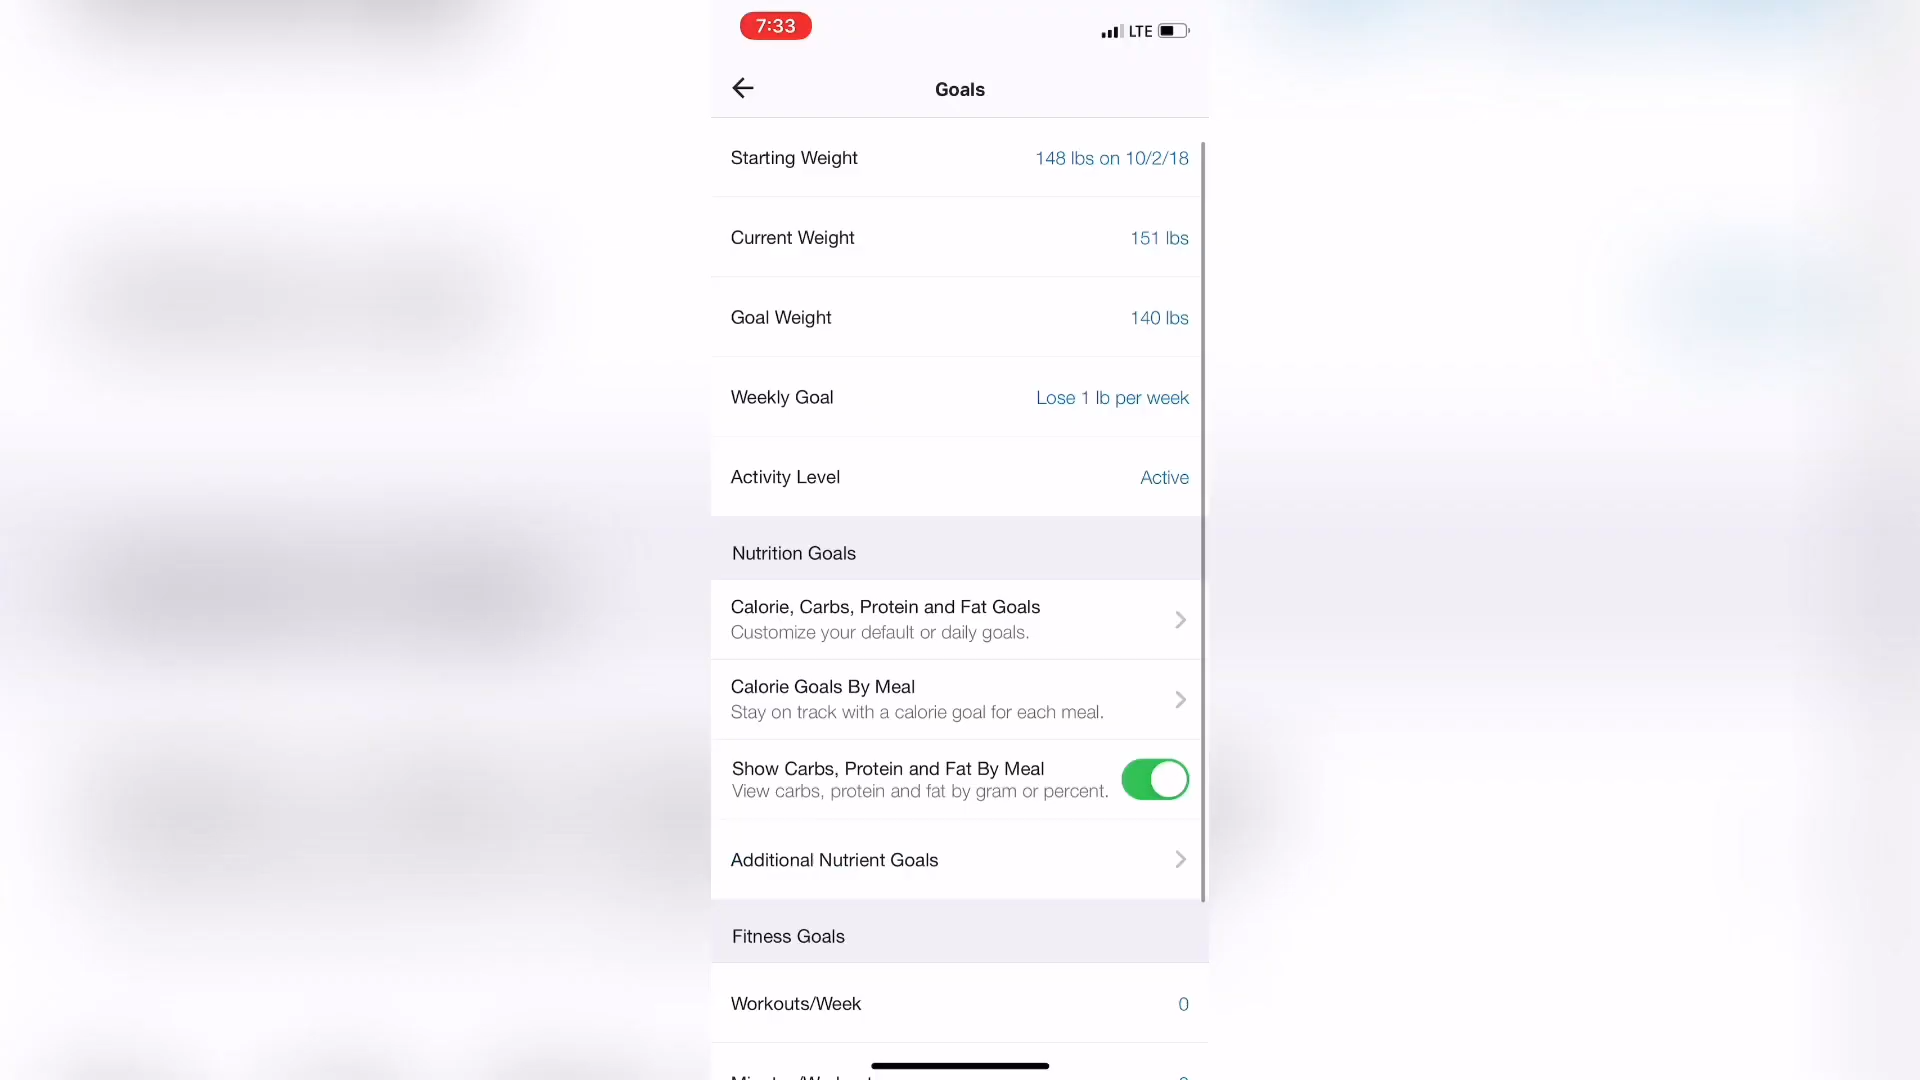 7:33
LTE
Goals
Starting Weight 148 lbs on 10/2/18
Current Weight 151 lbs
Goal Weight 140 lbs
Weekly Goal Lose 1 lb per week
Activity Level Active
Nutrition Goals
Calorie, Carbs, Protein and Fat Goals
Customize your default or daily goals.
Calorie Goals By Meal
Stay on track with a calorie goal for each meal.
Show Carbs, Protein and Fat By Meal
View carbs, protein and fat by gram or percent.
Additional Nutrient Goals
Fitness Goals
Workouts/Week 0